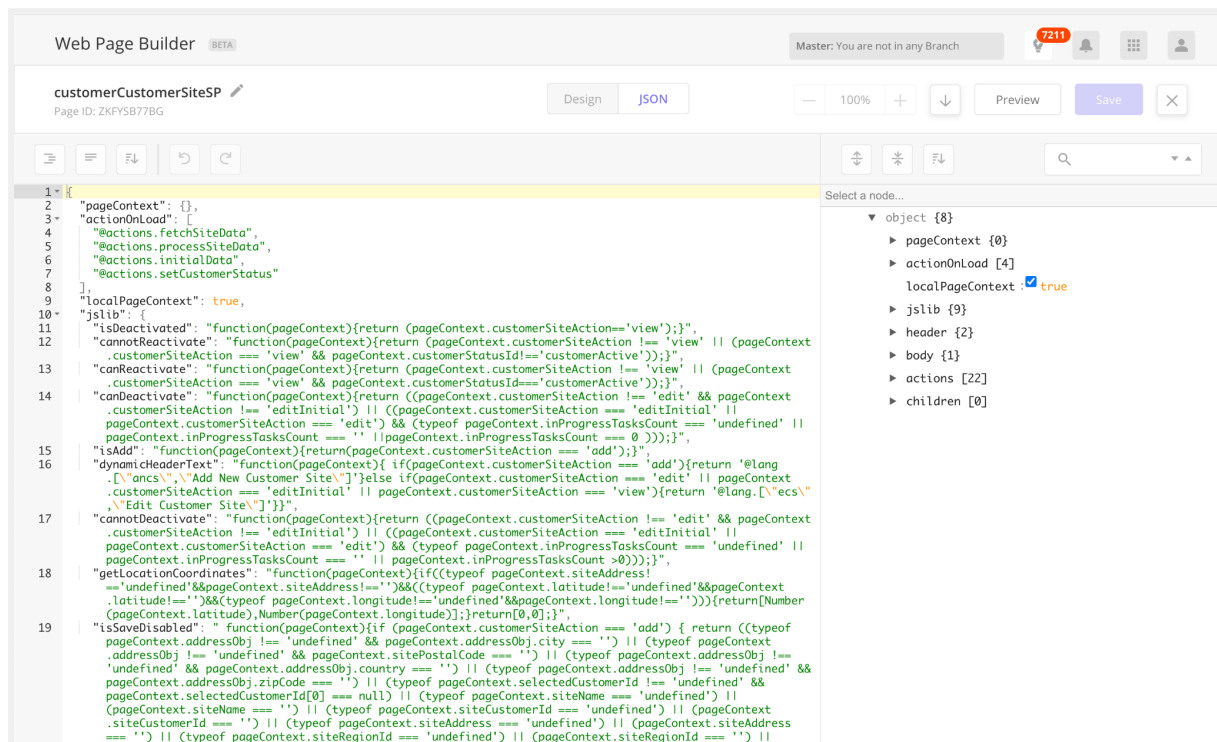 Web Page Builder BETA
Master: You are not in any Branch
7211
customerCustomerSiteSP
Page ID: ZKFYSB77BG
Design JSON
100%
Preview
Save
Select a node...
1 {
2 "pageContext": {},
3 "actionOnLoad": [
4 "@actions.fetchSiteData",
5 "@actions.processSiteData",
6 "@actions.initialData",
7 "@actions.setCustomerStatus"
8 ],
9 "localPageContext": true,
10 "jslib": {
11 "isDeactivated": "function(pageContext){return (pageContext.customerSiteAction=='view');}",
12 "cannotReactivate": "function(pageContext){return (pageContext.customerSiteAction !== 'view' || (pageContext
.customerSiteAction === 'view' && pageContext.customerStatusId!=='customerActive'));}",
13 "canReactivate": "function(pageContext){return (pageContext.customerSiteAction !== 'view' || (pageContext
.customerSiteAction === 'view' && pageContext.customerStatusId==='customerActive'));}",
14 "canDeactivate": "function(pageContext){return ((pageContext.customerSiteAction !== 'edit' && pageContext
.customerSiteAction !== 'editInitial') || ((pageContext.customerSiteAction === 'editInitial' ||
pageContext.customerSiteAction === 'edit') && (typeof pageContext.inProgressTasksCount === 'undefined' ||
pageContext.inProgressTasksCount === '' ||pageContext.inProgressTasksCount === 0 )));}",
15 "isAdd": "function(pageContext){return(pageContext.customerSiteAction === 'add');}",
16 "dynamicHeaderText": "function(pageContext){ if(pageContext.customerSiteAction === 'add'){return '@lang
.[\"ancs\",\"Add New Customer Site\"]'}else if(pageContext.customerSiteAction === 'edit' || pageContext
.customerSiteAction === 'editInitial' || pageContext.customerSiteAction === 'view'){return '@lang.[\"ecs\"
,\"Edit Customer Site\"]'}}",
17 "cannotDeactivate": "function(pageContext){return ((pageContext.customerSiteAction !== 'edit' && pageContext
.customerSiteAction !== 'editInitial') || ((pageContext.customerSiteAction === 'editInitial' ||
pageContext.customerSiteAction === 'edit') && (typeof pageContext.inProgressTasksCount === 'undefined' ||
pageContext.inProgressTasksCount === '' || pageContext.inProgressTasksCount >0)));}",
18 "getLocationCoordinates": "function(pageContext){if((typeof pageContext.siteAddress!
=='undefined'&&pageContext.siteAddress!=='')&&((typeof pageContext.latitude!=='undefined'&&pageContext
.latitude!=='')&&(typeof pageContext.longitude!=='undefined'&&pageContext.longitude!==''))){return[Number
(pageContext.latitude),Number(pageContext.longitude)];}return[0,0];}",
19 "isSaveDisabled": " function(pageContext){if (pageContext.customerSiteAction === 'add') { return ((typeof
pageContext.addressObj !== 'undefined' && pageContext.addressObj.city === '') || (typeof pageContext
.addressObj !== 'undefined' && pageContext.sitePostalCode === '') || (typeof pageContext.addressObj !==
'undefined' && pageContext.addressObj.country === '') || (typeof pageContext.addressObj !== 'undefined' &&
pageContext.addressObj.zipCode === '') || (typeof pageContext.selectedCustomerId !== 'undefined' &&
pageContext.selectedCustomerId[0] === null) || (typeof pageContext.siteName === 'undefined') ||
(pageContext.siteName === '') || (typeof pageContext.siteCustomerId === 'undefined') || (pageContext
.siteCustomerId === '') || (typeof pageContext.siteAddress === 'undefined') || (pageContext.siteAddress
=== '') || (typeof pageContext.siteRegionId === 'undefined') || (pageContext.siteRegionId === '') ||
object {8}
pageContext {0}
actionOnLoad [4]
localPageContext : true
jslib {9}
header {2}
body {1}
actions [22]
children [0]